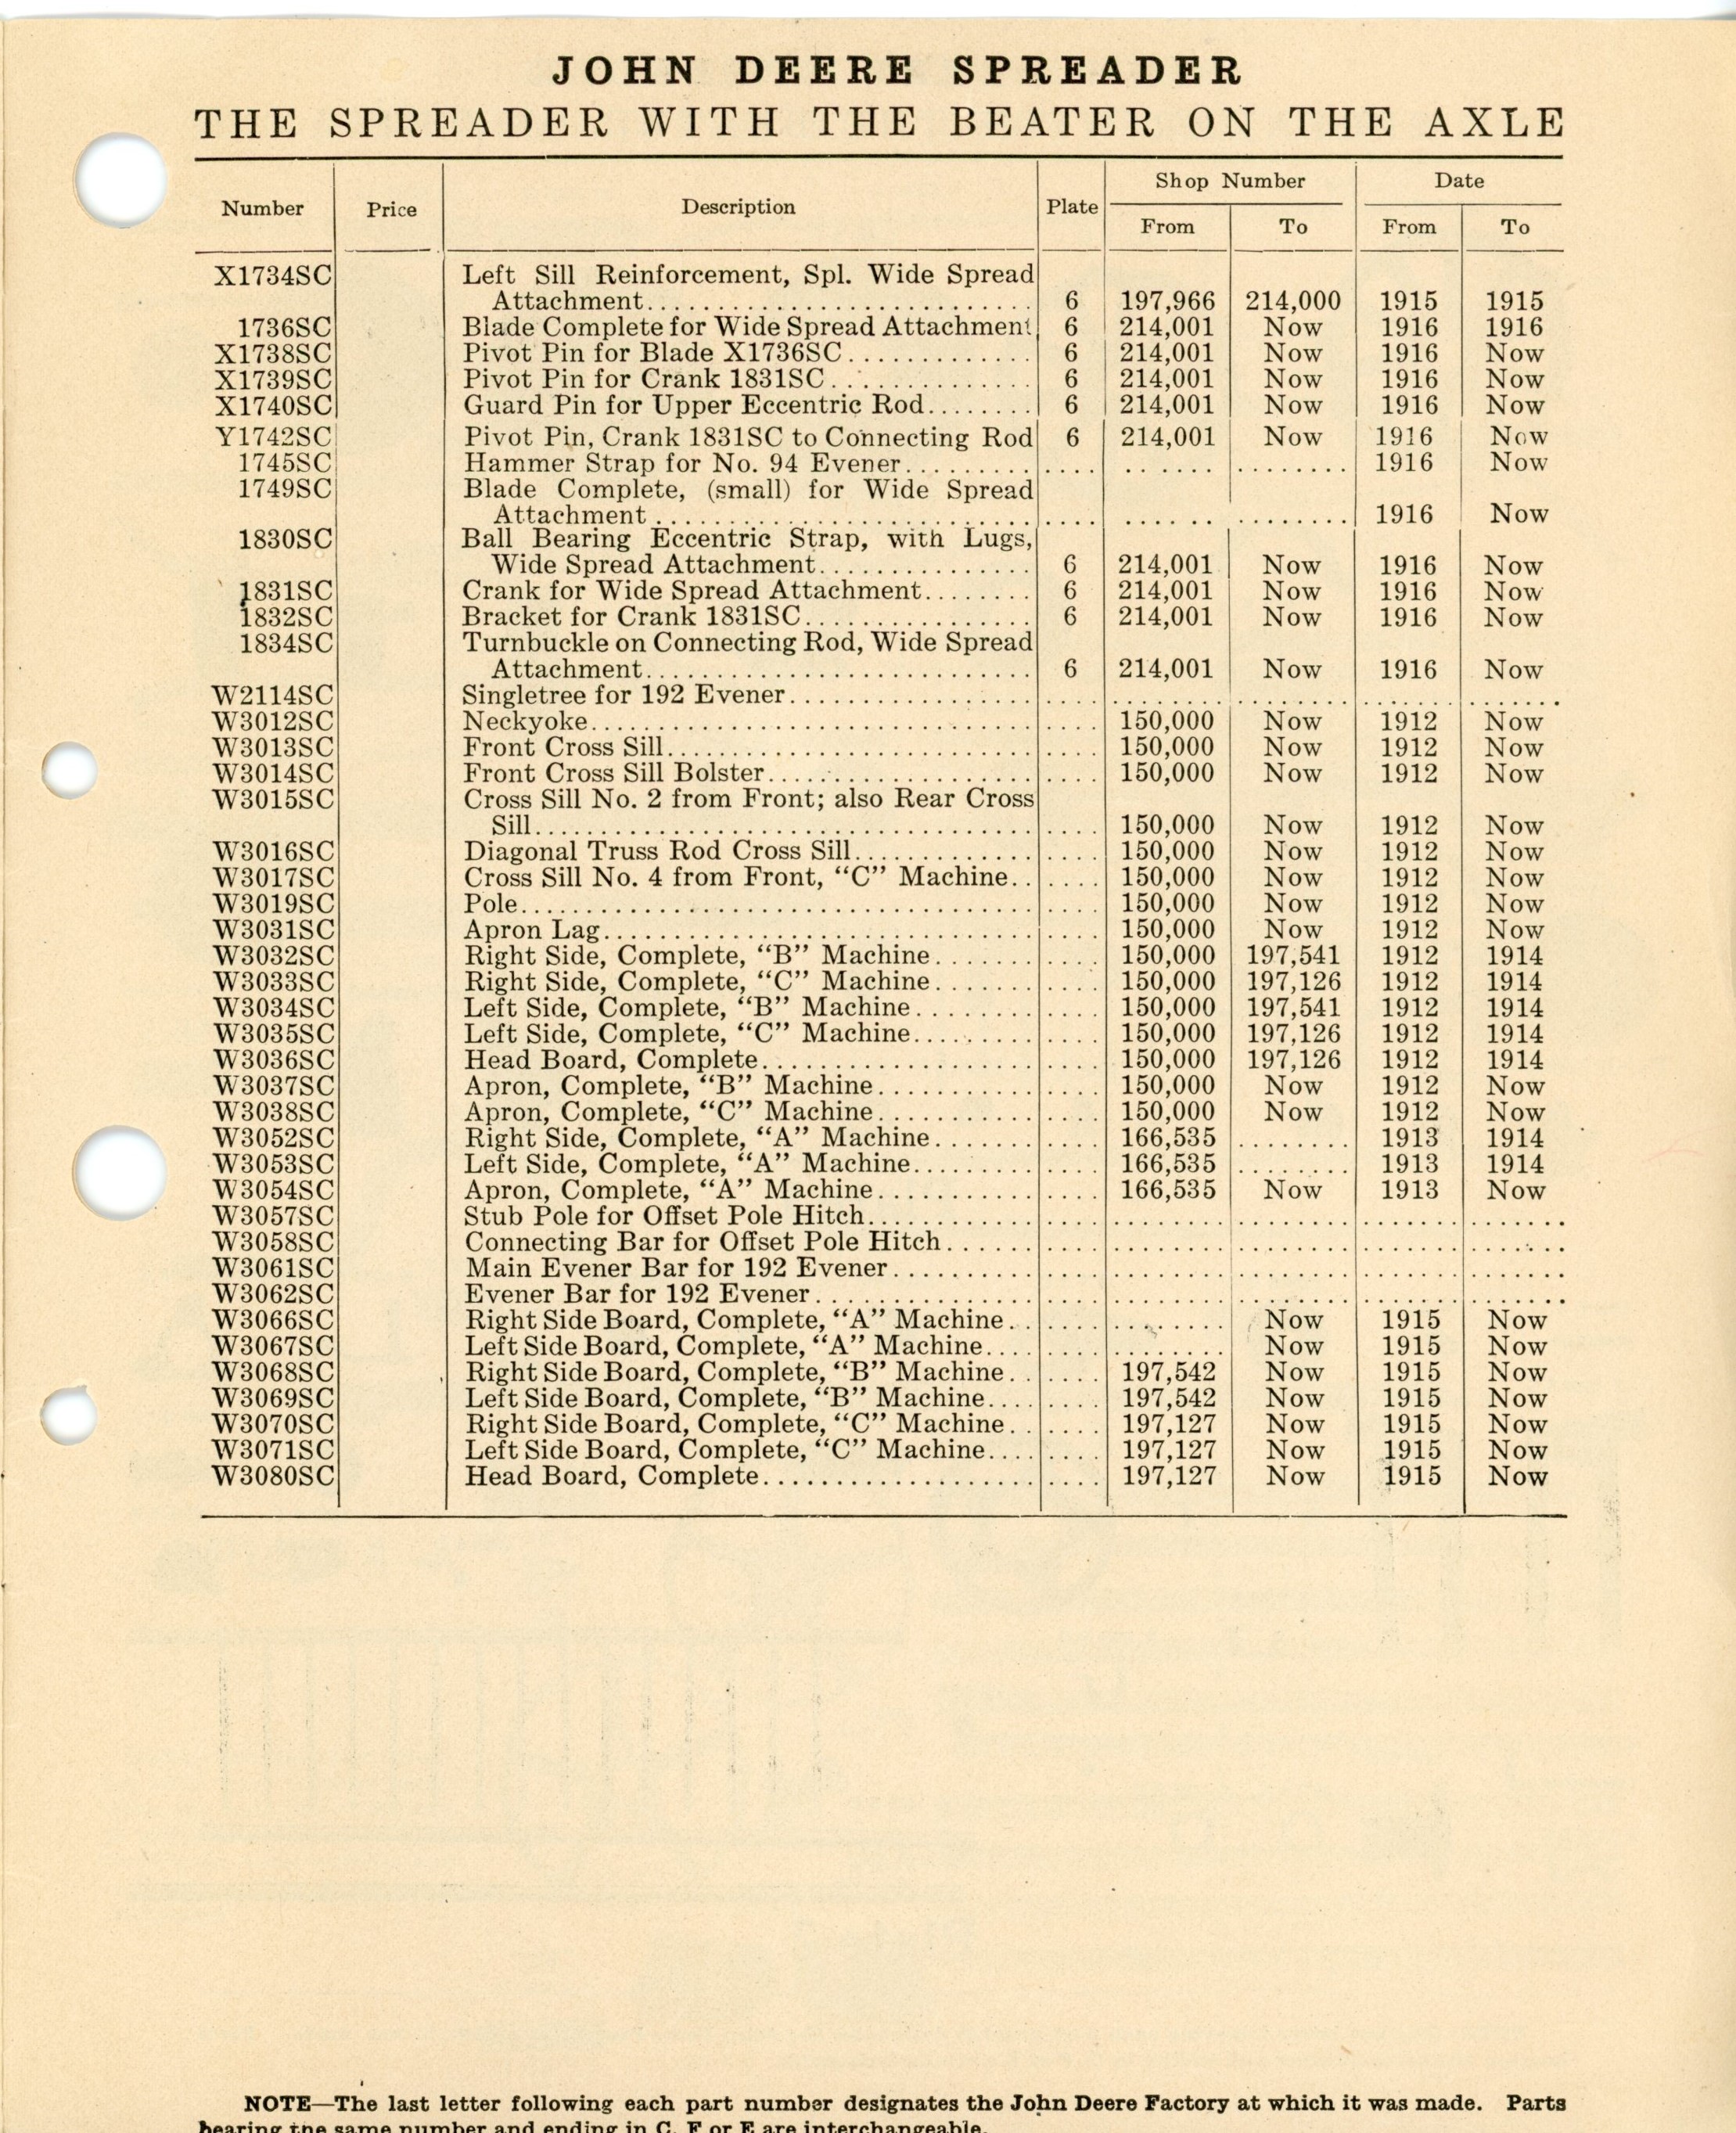 JOHN DEERE SPREADER
THE SPREADER WITH THE BEATER ON THE AXLE
Number Price Description Plate Shop Number Date
From To From To
X1734SC Left Sill Reinforcement, Spl. Wide Spread
Attachment 6 197,966 214,000 1915 1915
1736SC Blade Complete for Wide Spread Attachment 6 214,001 Now 1916 1916
X1738SC Pivot Pin for Blade X1736SC 6 214,001 Now 1916 Now
X1739SC Pivot Pin for Crank 1831SC 6 214,001 Now 1916 Now
X1740SC Guard Pin for Upper Eccentric Rod 6 214,001 Now 1916 Now
Y1742SC Pivot Pin, Crank 1831SC to Connecting Rod 6 214,001 Now 1916 Now
1745SC Hammer Strap for No. 94 Evener 1916 Now
1749SC Blade Complete, (small) for Wide Spread
Attachment 1916 Now
1830SC Ball Bearing Eccentric Strap, with Lugs,
Wide Spread Attachment 6 214,001 Now 1916 Now
1831SC Crank for Wide Spread Attachment 6 214,001 Now 1916 Now
1832SC Bracket for Crank 1831SC 6 214,001 Now 1916 Now
1834SC Turnbuckle on Connecting Rod, Wide Spread
Attachment 6 214,001 Now 1916 Now
W2114SC Singletree for 192 Evener
W3012SC Neckyoke 150,000 Now 1912 Now
W3013SC Front Cross Sill 150,000 Now 1912 Now
W3014SC Front Cross Sill Bolster 150,000 Now 1912 Now
W3015SC Cross Sill No. 2 from Front; also Rear Cross
Sill 150,000 Now 1912 Now
W3016SC Diagonal Truss Rod Cross Sill 150,000 Now 1912 Now
W3017SC Cross Sill No. 4 from Front, “C” Machine 150,000 Now 1912 Now
W3019SC Pole 150,000 Now 1912 Now
W3031SC Apron Lag 150,000 Now 1912 Now
W3032SC Right Side, Complete, “B” Machine 150,000 197,541 1912 1914
W3033SC Right Side, Complete, “C” Machine 150,000 197,126 1912 1914
W3034SC Left Side, Complete, “B” Machine 150,000 197,541 1912 1914
W3035SC Left Side, Complete, “C” Machine 150,000 197,126 1912 1914
W3036SC Head Board, Complete 150,000 197,126 1912 1914
W3037SC Apron, Complete, “B” Machine 150,000 Now 1912 Now
W3038SC Apron, Complete, “C” Machine 150,000 Now 1912 Now
W3052SC Right Side, Complete, “A” Machine 166,535 1913 1914
W3053SC Left Side, Complete, “A” Machine 166,535 1913 1914
W3054SC Apron, Complete, “A” Machine 166,535 Now 1913 Now
W3057SC Stub Pole for Offset Pole Hitch
W3058SC Connecting Bar for Offset Pole Hitch
W3061SC Main Evener Bar for 192 Evener
W3062SC Evener Bar for 192 Evener
W3066SC Right Side Board, Complete, “A” Machine Now 1915 Now
W3067SC Left Side Board, Complete, “A” Machine Now 1915 Now
W3068SC Right Side Board, Complete, “B” Machine 197,542 Now 1915 Now
W3069SC Left Side Board, Complete, “B” Machine 197,542 Now 1915 Now
W3070SC Right Side Board, Complete, “C” Machine 197,127 Now 1915 Now
W3071SC Left Side Board, Complete, “C” Machine 197,127 Now 1915 Now
W3080SC Head Board, Complete 197,127 Now 1915 Now
NOTE—The last letter following each part number designates the John Deere Factory at which it was made. Parts
bearing the same number and ending in C, F or E are interchangeable.